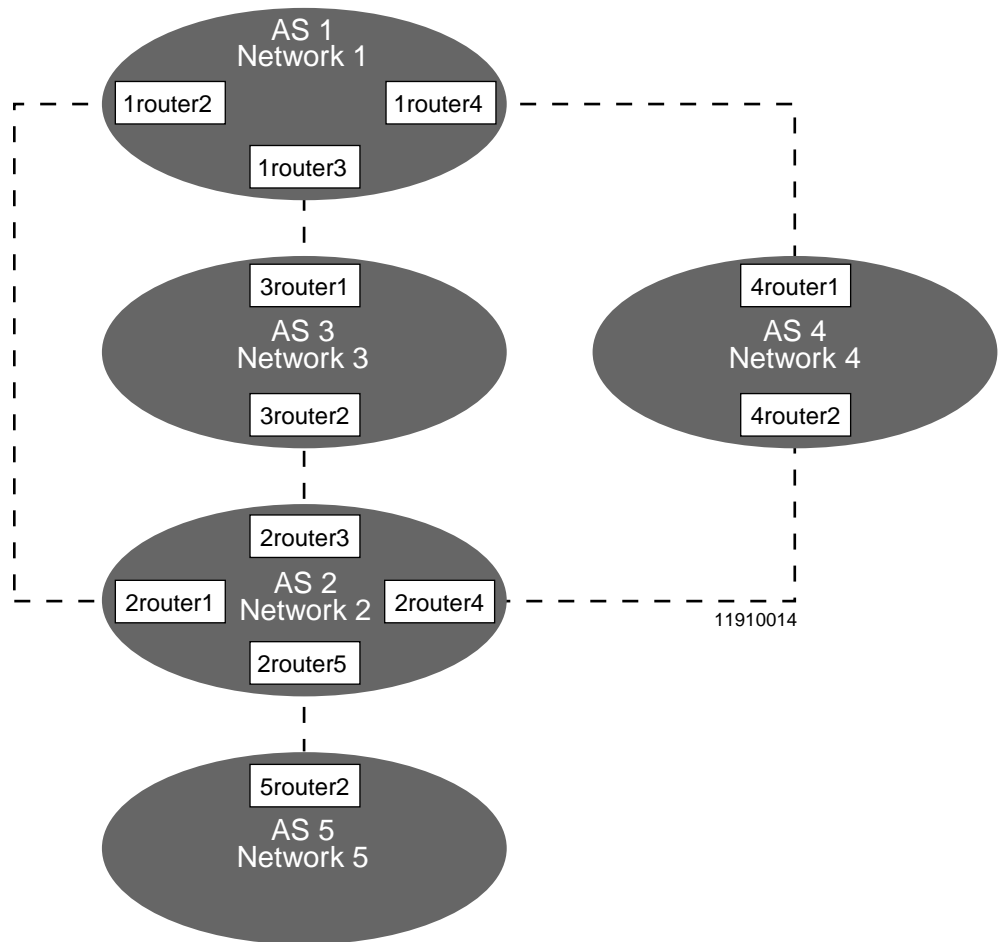 AS 1
Network 1
1router2
1router4
1router3
3router1
AS 3
Network 3
3router2
4router1
AS 4
Network 4
4router2
2router3
AS 2
Network 2
2router1
2router4
2router5
11910014
5router2
AS 5
Network 5